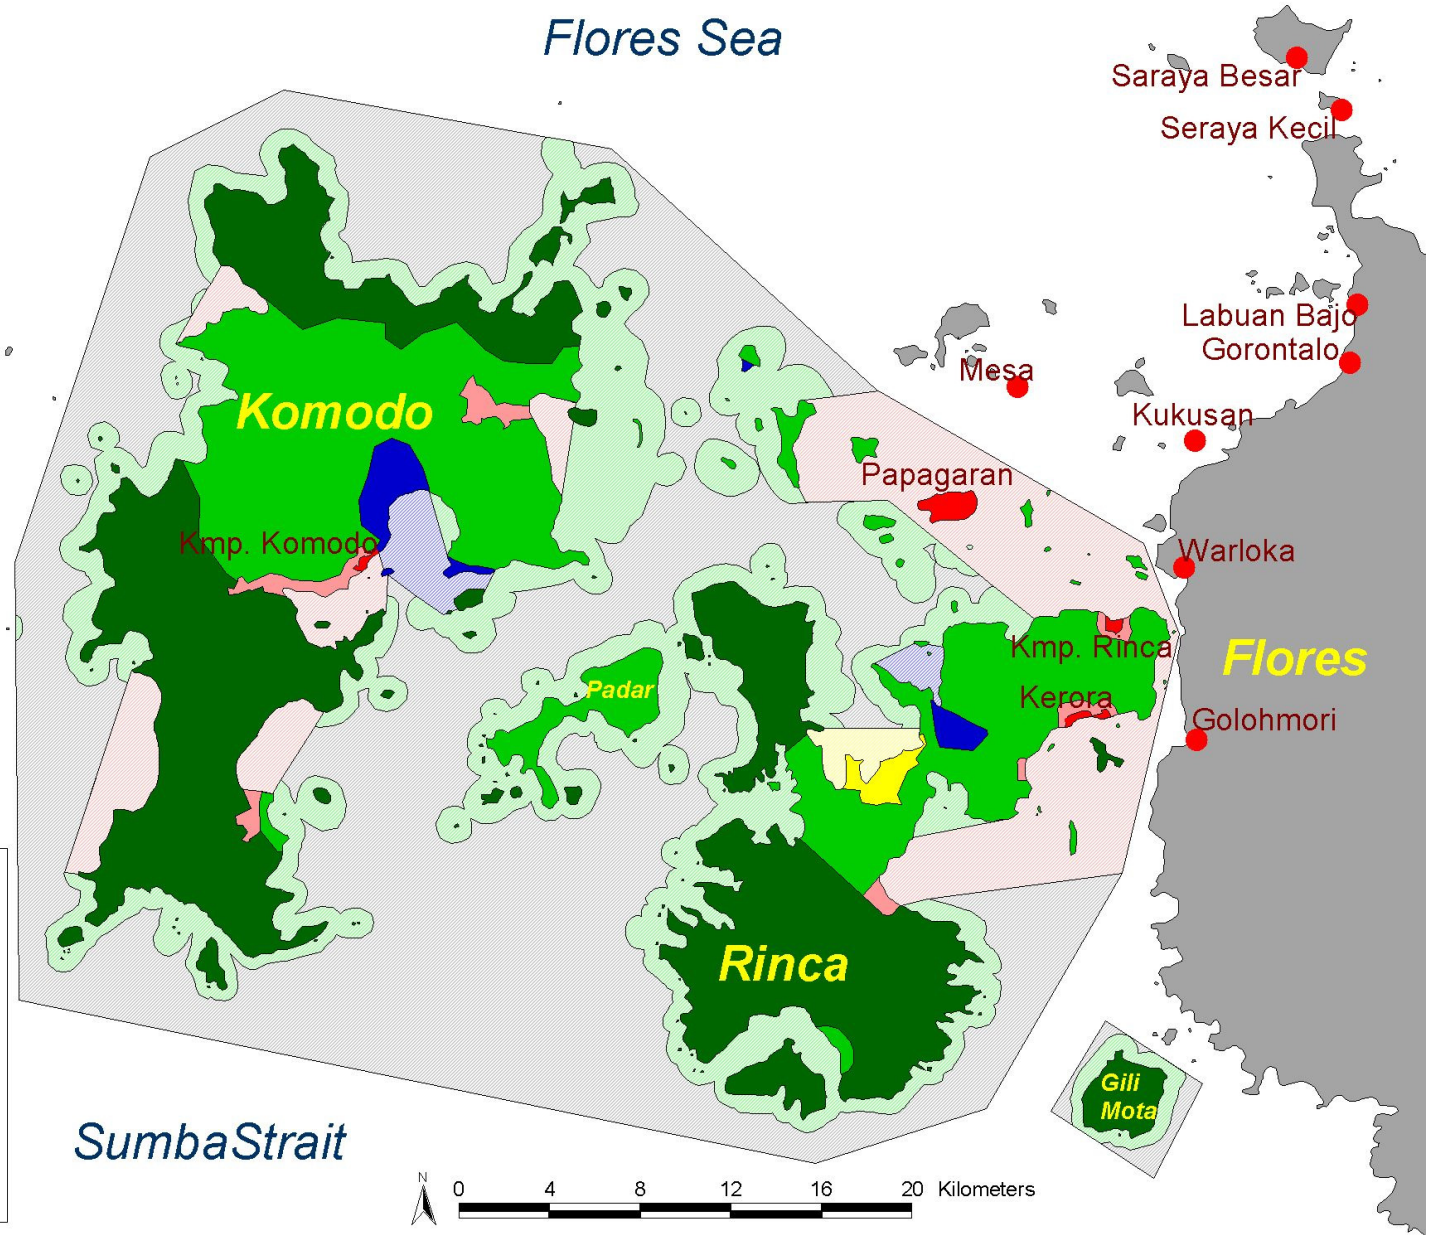 Flores Sea
Saraya Besar
Seraya Kecil
Labuan Bajo
Gorontalo
Mesa
Komodo
Kukusan
Papagaran
Kmp. Komodo
Warloka
Kmp. Rinca
Flores
Padar
Kerora
Golohmori
Rinca
Gili
Mota
SumbaStrait
N
0 4 8 12 16 20 Kilometers